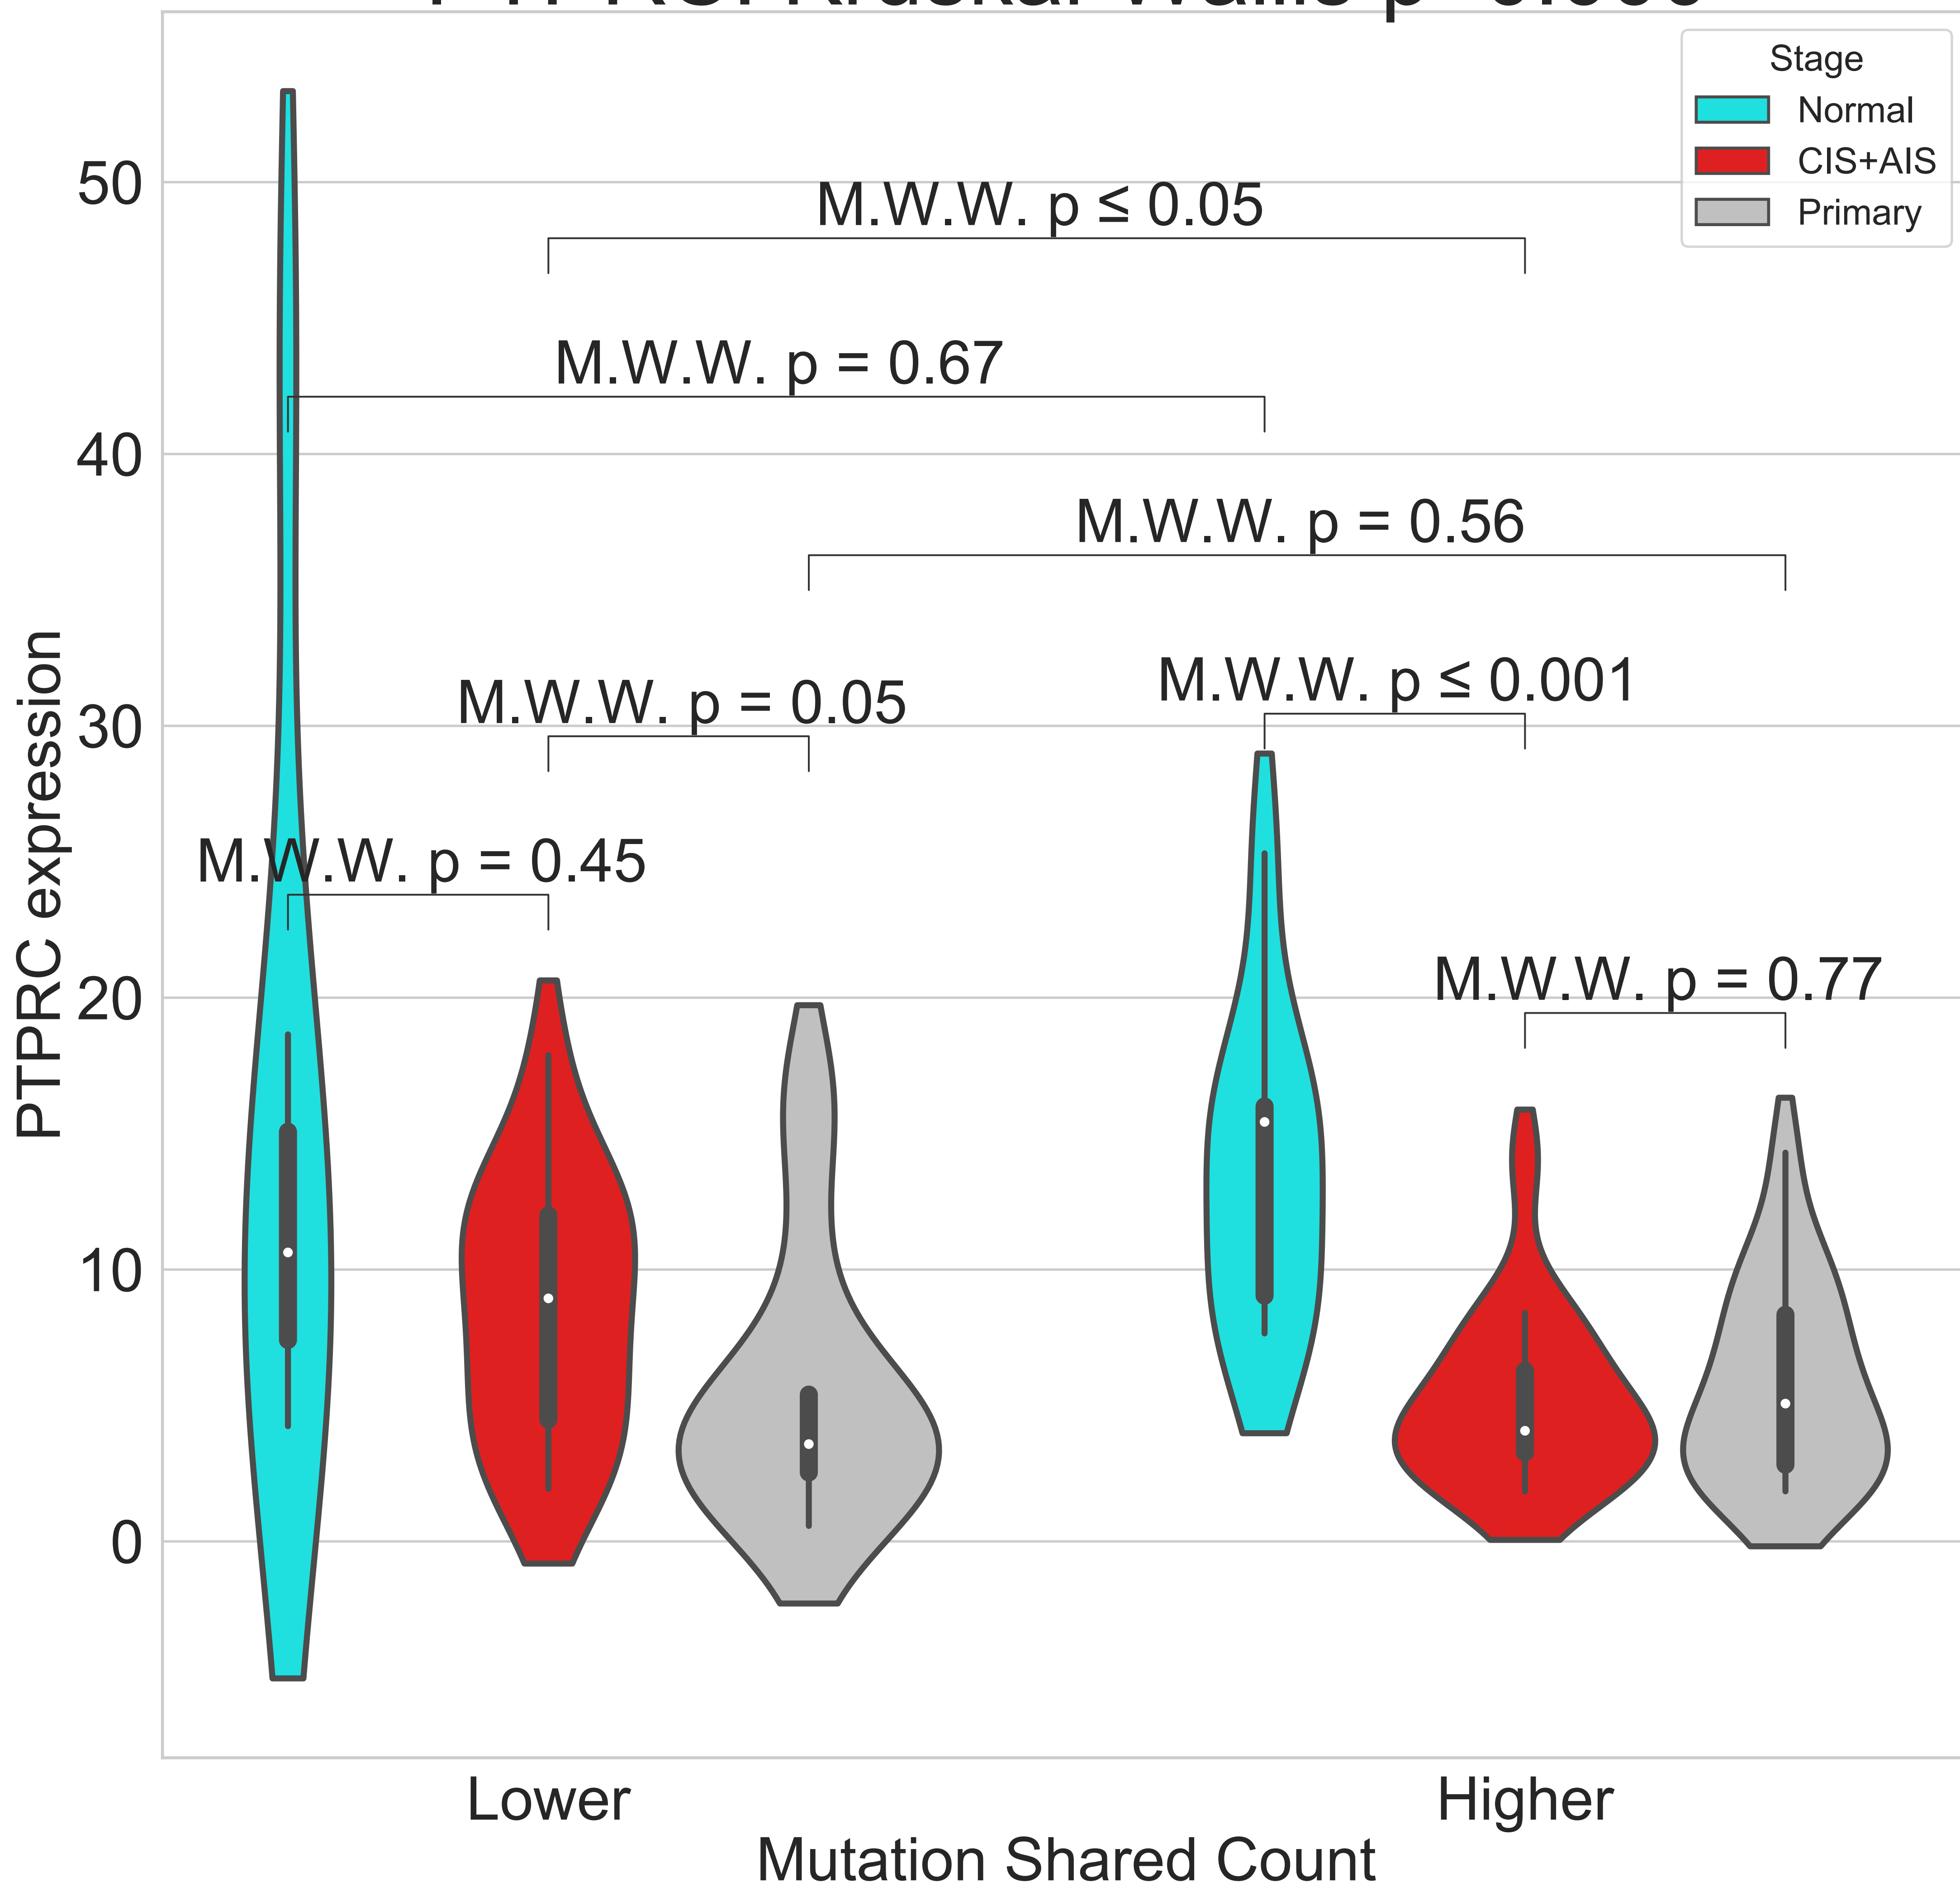 Stage
Normal
CIS+AIS
Primary
M.W.W. p ≤ 0.05
M.W.W. p = 0.67
M.W.W. p = 0.56
M.W.W. p ≤ 0.001
M.W.W. p = 0.05
M.W.W. p = 0.45
M.W.W. p = 0.77
PTPRC expression
50
40
30
20
10
0
Lower
Higher
Mutation Shared Count